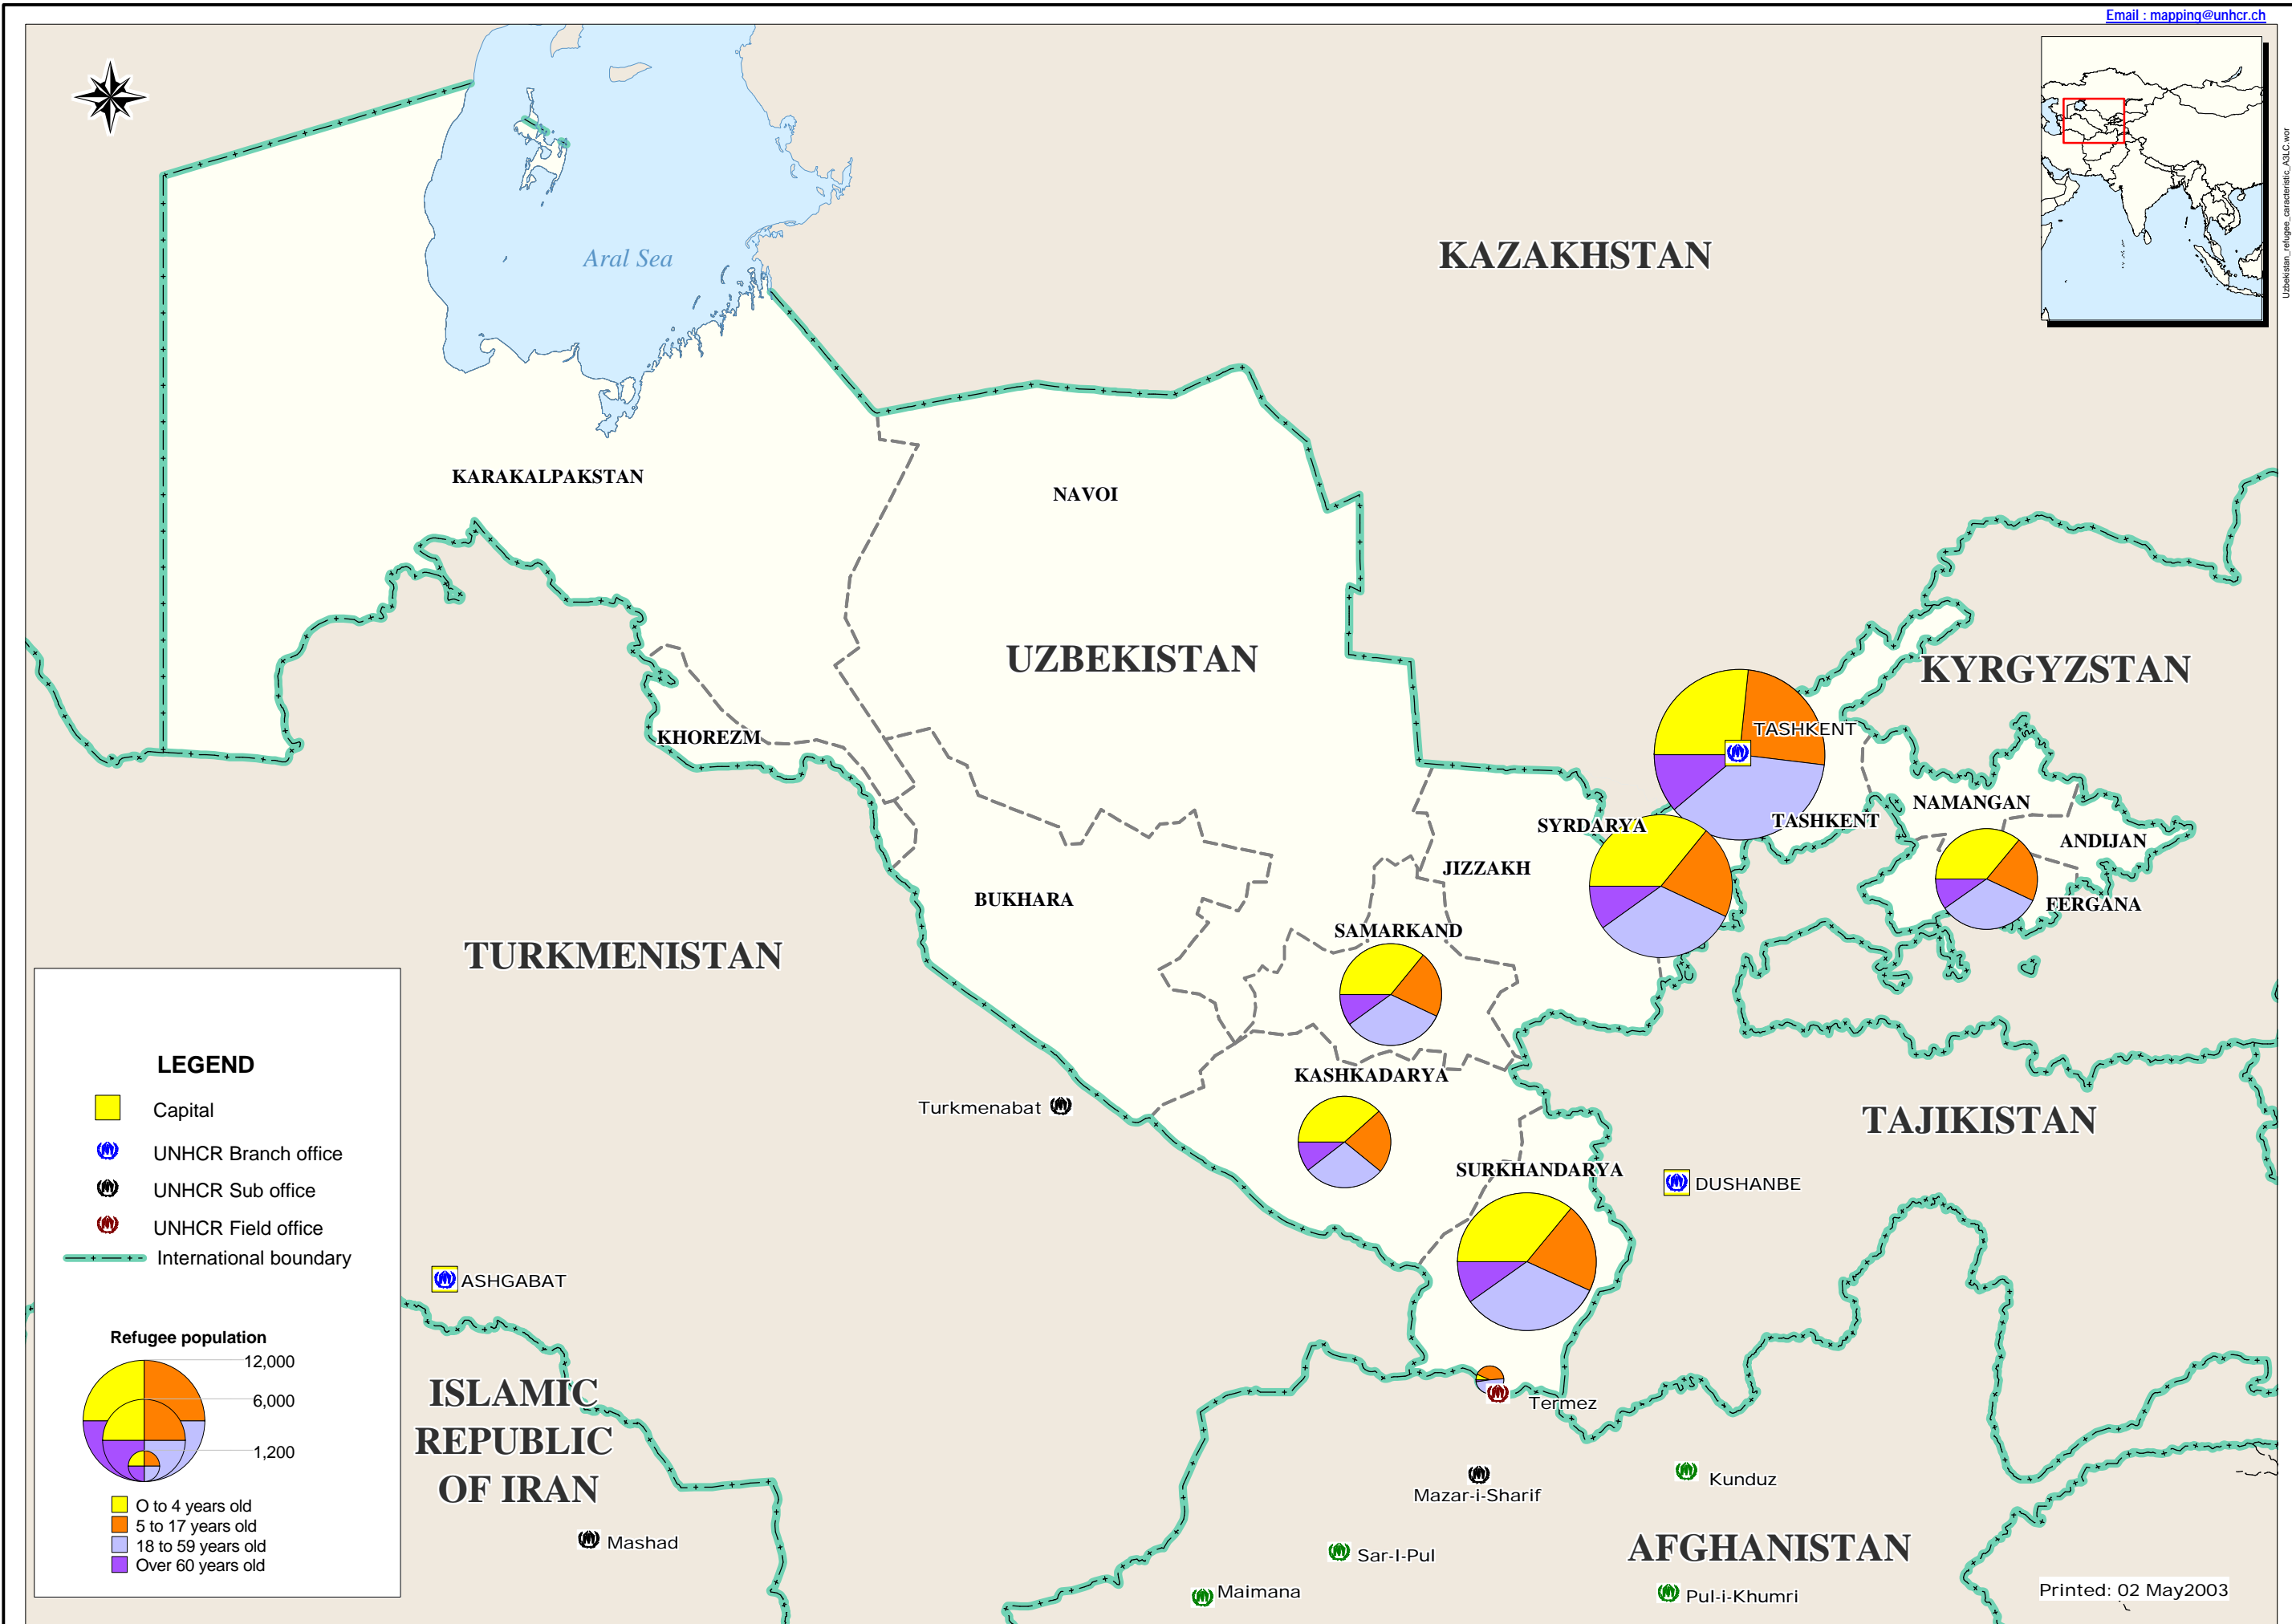 Email : mapping@unhcr.ch
Uzbekistan_refugee_caracteristic_A3LC.wor
Aral Sea
KAZAKHSTAN
KARAKALPAKSTAN
NAVOI
UZBEKISTAN
KYRGYZSTAN
KHOREZM
TASHKENT
NAMANGAN
SYRDARYA
TASHKENT
ANDIJAN
JIZZAKH
BUKHARA
FERGANA
SAMARKAND
TURKMENISTAN
KASHKADARYA
Turkmenabat
TAJIKISTAN
SURKHANDARYA
DUSHANBE
ASHGABAT
ISLAMIC
REPUBLIC
OF IRAN
Termez
Mazar-i-Sharif
Kunduz
Mashad
Sar-I-Pul
AFGHANISTAN
Maimana
Pul-i-Khumri
Printed: 02 May2003
LEGEND
Capital
UNHCR Branch office
UNHCR Sub office
UNHCR Field office
International boundary
Refugee population
12,000
6,000
1,200
O to 4 years old
5 to 17 years old
18 to 59 years old
Over 60 years old